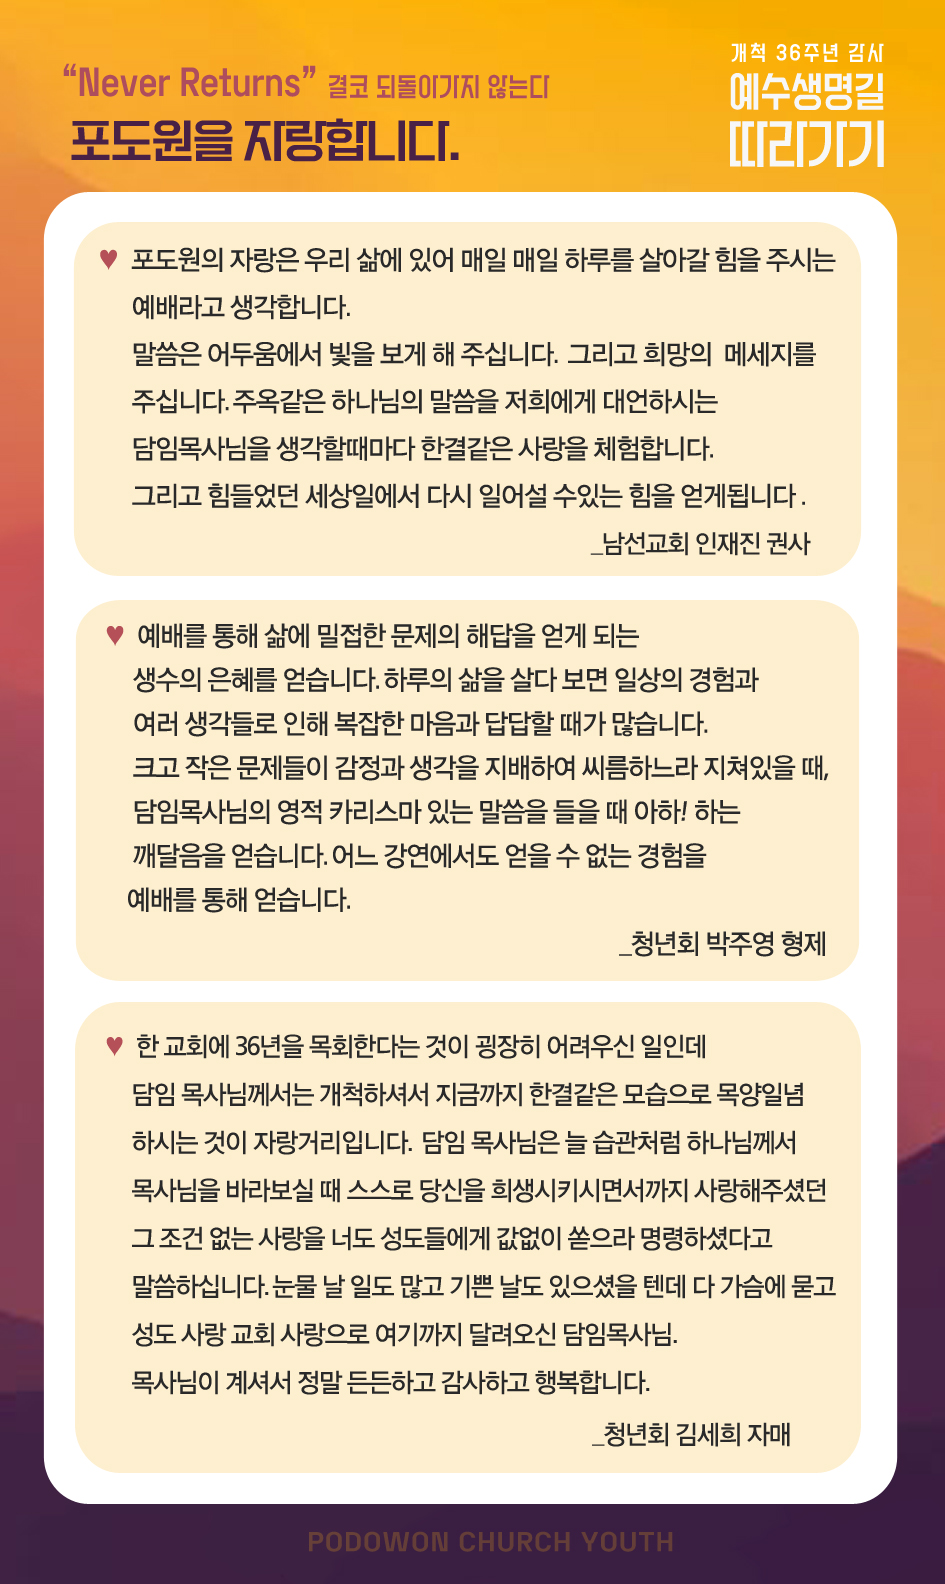 개척 36주년 감사
예수생명길
따라가기
“Never Returns” 결코 되돌아가지 않는다
포도원을 자랑합니다.
♥ 포도원의 자랑은 우리 삶에 있어 매일 매일 하루를 살아갈 힘을 주시는
예배라고 생각합니다.
말씀은 어두움에서 빛을 보게 해 주십니다. 그리고 희망의 메세지를
주십니다. 주옥같은 하나님의 말씀을 저희에게 대언하시는
담임목사님을 생각할때마다 한결같은 사랑을 체험합니다.
그리고 힘들었던 세상일에서 다시 일어설 수있는 힘을 얻게됩니다 .
_남선교회 인재진 권사
♥ 예배를 통해 삶에 밀접한 문제의 해답을 얻게 되는
생수의 은혜를 얻습니다. 하루의 삶을 살다 보면 일상의 경험과
여러 생각들로 인해 복잡한 마음과 답답할 때가 많습니다.
크고 작은 문제들이 감정과 생각을 지배하여 씨름하느라 지쳐있을 때,
담임목사님의 영적 카리스마 있는 말씀을 들을 때 아하! 하는
깨달음을 얻습니다. 어느 강연에서도 얻을 수 없는 경험을
예배를 통해 얻습니다.
_청년회 박주영 형제
♥ 한 교회에 36년을 목회한다는 것이 굉장히 어려우신 일인데
담임 목사님께서는 개척하셔서 지금까지 한결같은 모습으로 목양일념
하시는 것이 자랑거리입니다. 담임 목사님은 늘 습관처럼 하나님께서
목사님을 바라보실 때 스스로 당신을 희생시키시면서까지 사랑해주셨던
그 조건 없는 사랑을 너도 성도들에게 값없이 쏟으라 명령하셨다고
말씀하십니다. 눈물 날 일도 많고 기쁜 날도 있으셨을 텐데 다 가슴에 묻고
성도 사랑 교회 사랑으로 여기까지 달려오신 담임목사님.
목사님이 계셔서 정말 든든하고 감사하고 행복합니다.
_청년회 김세희 자매
PODOWON CHURCH YOUTH